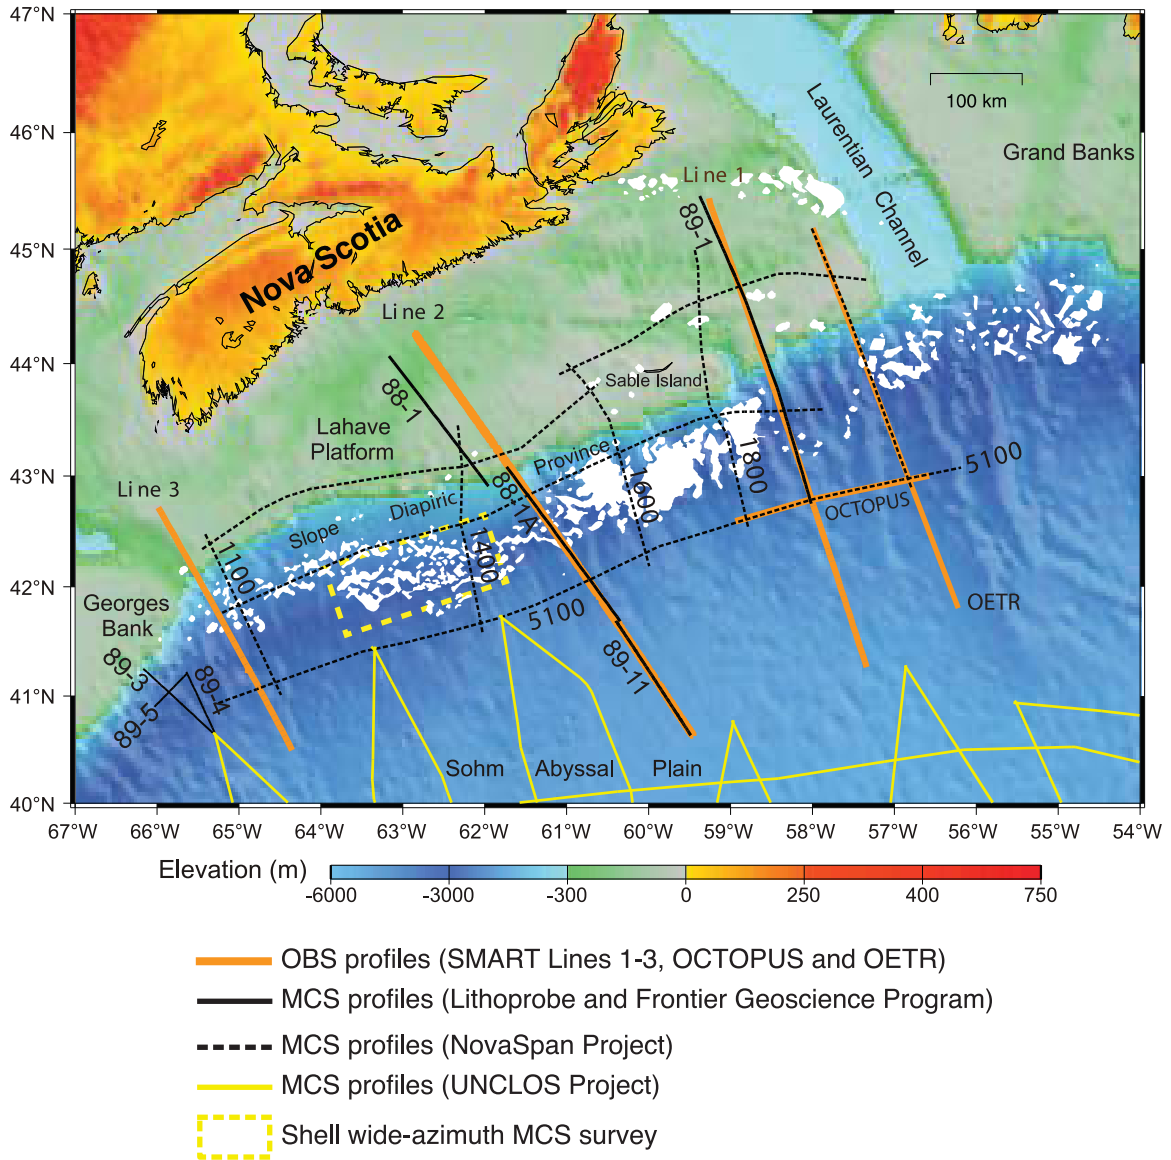 47°N
46°N
45°N
44°N
43°N
42°N
41°N
40°N
67°W
66°W
65°W
64°W
63°W
62°W
61°W
60°W
59°W
58°W
57°W
56°W
55°W
54°W
100 km
Laurentian Channel
Grand Banks
Nova Scotia
Line 1
89-1
Line 2
88-1
Sable Island
Lahave
Platform
Line 3
Slope Diapiric Province
88-1A
1100
1400
1600
1800
5100
OCTOPUS
OETR
5100
Georges
Bank
89-3
89-4
89-5
89-11
Sohm Abyssal Plain
Elevation (m)
-6000
-3000
-300
0
250
400
750
OBS profiles (SMART Lines 1-3, OCTOPUS and OETR)
MCS profiles (Lithoprobe and Frontier Geoscience Program)
MCS profiles (NovaSpan Project)
MCS profiles (UNCLOS Project)
Shell wide-azimuth MCS survey